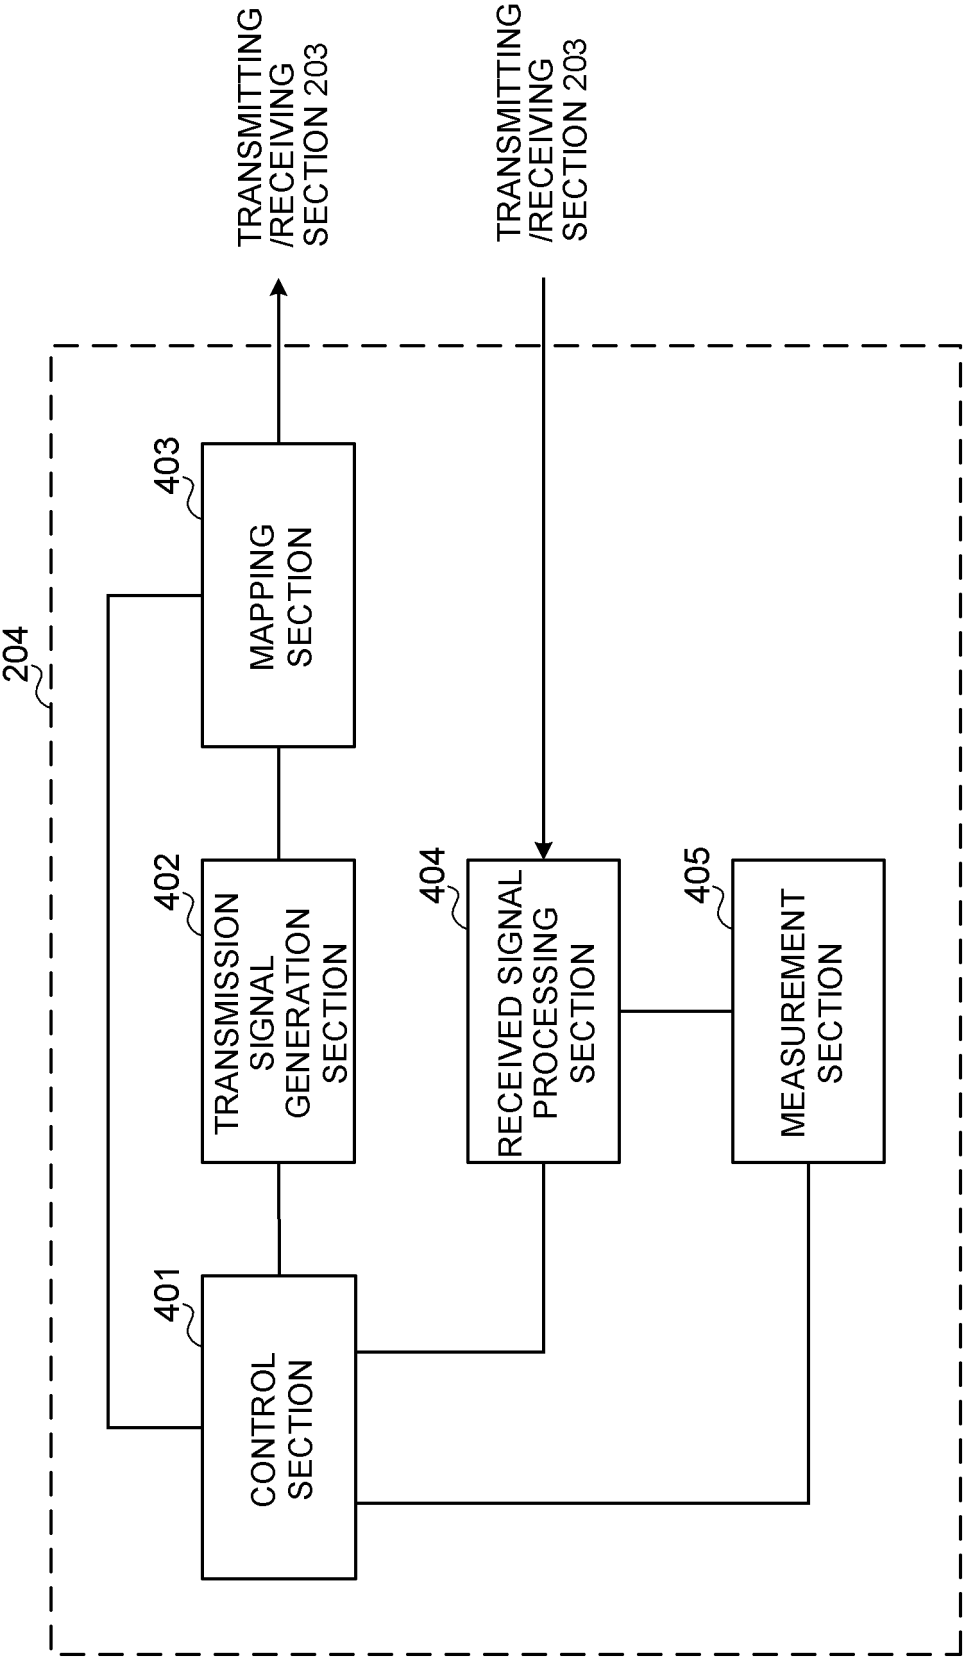 204
401
CONTROL
SECTION
402
TRANSMISSION
SIGNAL
GENERATION
SECTION
403
MAPPING
SECTION
TRANSMITTING
/RECEIVING
SECTION 203
404
RECEIVED SIGNAL
PROCESSING
SECTION
TRANSMITTING
/RECEIVING
SECTION 203
405
MEASUREMENT
SECTION